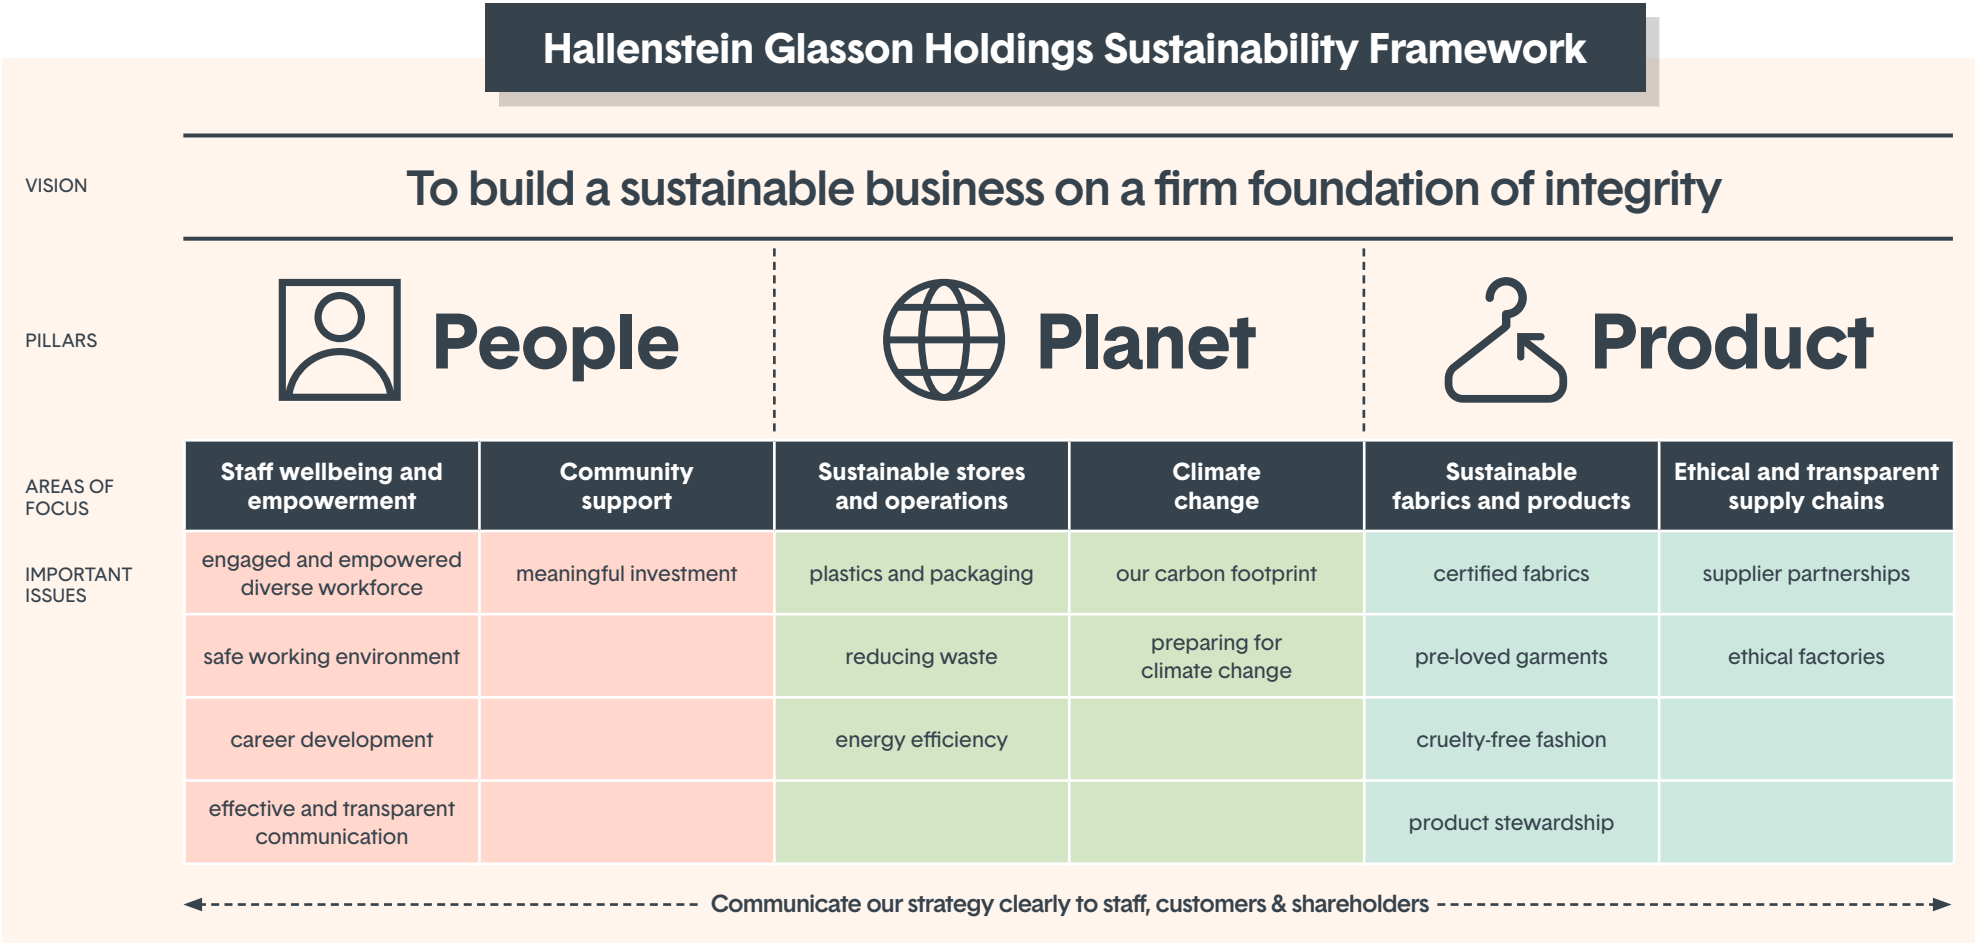 Hallenstein Glasson Holdings Sustainability Framework
VISION
To build a sustainable business on a firm foundation of integrity
PILLARS
People
Planet
Product
AREAS OF
FOCUS
Staff wellbeing and
empowerment
Community
support
Sustainable stores
and operations
Climate
change
Sustainable
fabrics and products
Ethical and transparent
supply chains
IMPORTANT
ISSUES
engaged and empowered
diverse workforce
meaningful investment
plastics and packaging
our carbon footprint
certified fabrics
supplier partnerships
safe working environment
reducing waste
preparing for
climate change
pre-loved garments
ethical factories
career development
energy efficiency
cruelty-free fashion
effective and transparent
communication
product stewardship
Communicate our strategy clearly to staff, customers & shareholders